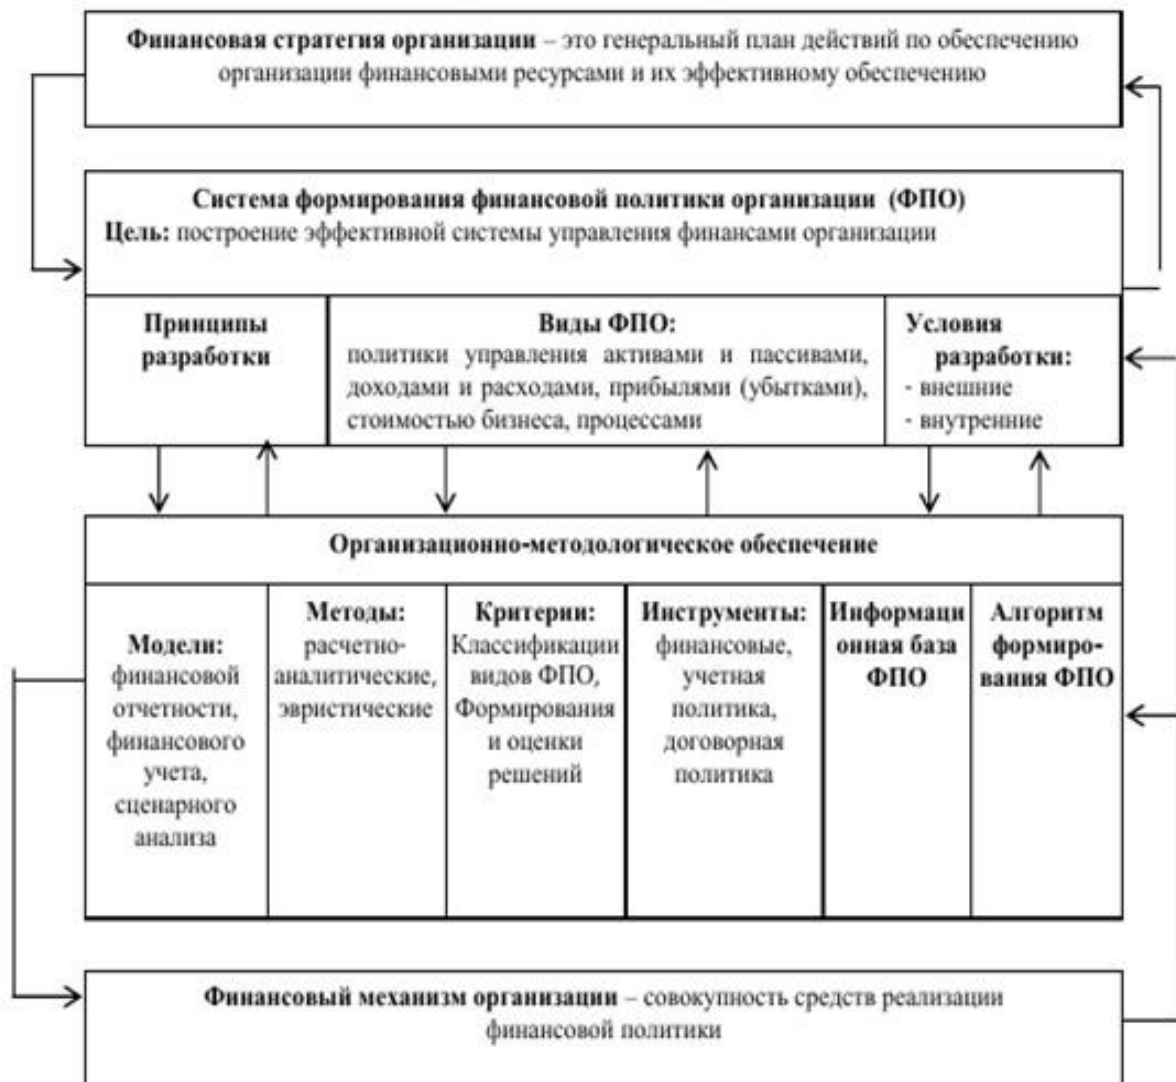 Финансовая стратегия организации – это генеральный план действий по обеспечению
организации финансовыми ресурсами и их эффективному обеспечению
Система формирования финансовой политики организации (ФПО)
Цель: построение эффективной системы управления финансами организации
Принципы
разработки
Виды ФПО:
политики управления активами и пассивами,
доходами и расходами, прибылями (убытками),
стоимостью бизнеса, процессами
Условия
разработки:
- внешние
- внутренние
Организационно-методологическое обеспечение
Модели:
финансовой
отчетности,
финансового
учета,
сценарного
анализа
Методы:
расчетно-
аналитические,
эвристические
Критерии:
Классификации
видов ФПО,
Формирования
и оценки
решений
Инструменты:
финансовые,
учетная
политика,
договорная
политика
Информаци
онная база
ФПО
Алгоритм
формиро-
вания ФПО
Финансовый механизм организации – совокупность средств реализации
финансовой политики